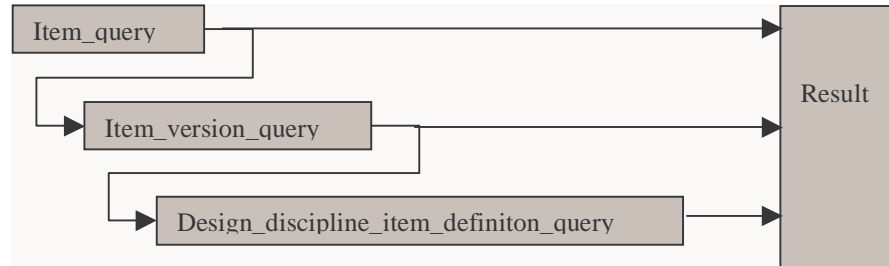 Item_query
Result
Item_version_query
Design_discipline_item_definiton_query